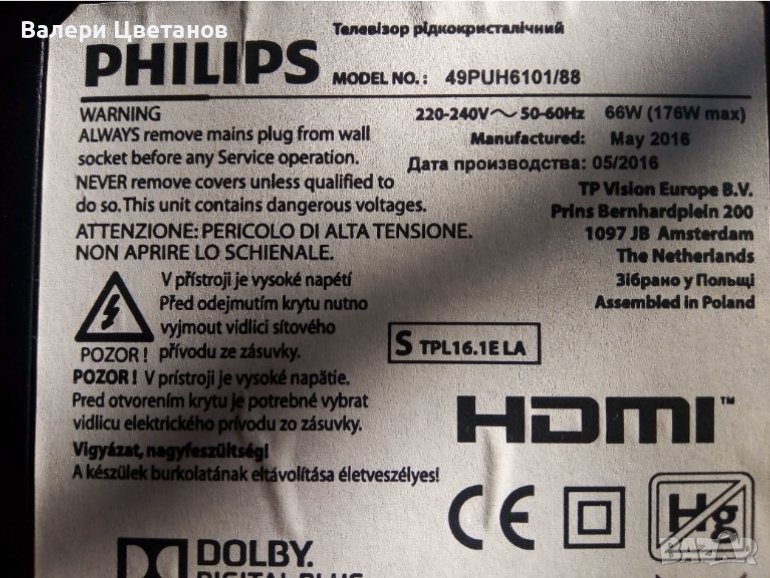 Валери Цветанов
Телевізор рідкокристалічний
PHILIPS
MODEL NO.: 49PUH6101/88
WARNING
ALWAYS remove mains plug from wall
socket before any Service operation.
NEVER remove covers unless qualified to
do so. This unit contains dangerous voltages.
ATTENZIONE: PERICOLO DI ALTA TENSIONE.
NON APRIRE LO SCHIENALE.
220-240V～ 50-60Hz 66W (176W max)
Manufactured: May 2016
Дата производства: 05/2016
TP Vision Europe B.V.
Prins Bernhardplein 200
1097 JB Amsterdam
The Netherlands
Зібрано у Польщі
Assembled in Poland
V přístroji je vysoké napětí
Před odejmutím krytu nutno
vyjmout vidlici síťového
POZOR ! přívodu ze zásuvky.
POZOR ! V prístroji je vysoké napätie.
Pred otvorením krytu je potrebné vybrat
vidlicu elektrického prívodu zo zásuvky.
Vigyázat, nagyfeszültség!
A készülek burkolatának eltávolítása életveszélyes!
S TPL16.1E LA
HDMI™
CE
Hg
BAZAR
DOLBY.
DIGITAL PLUS